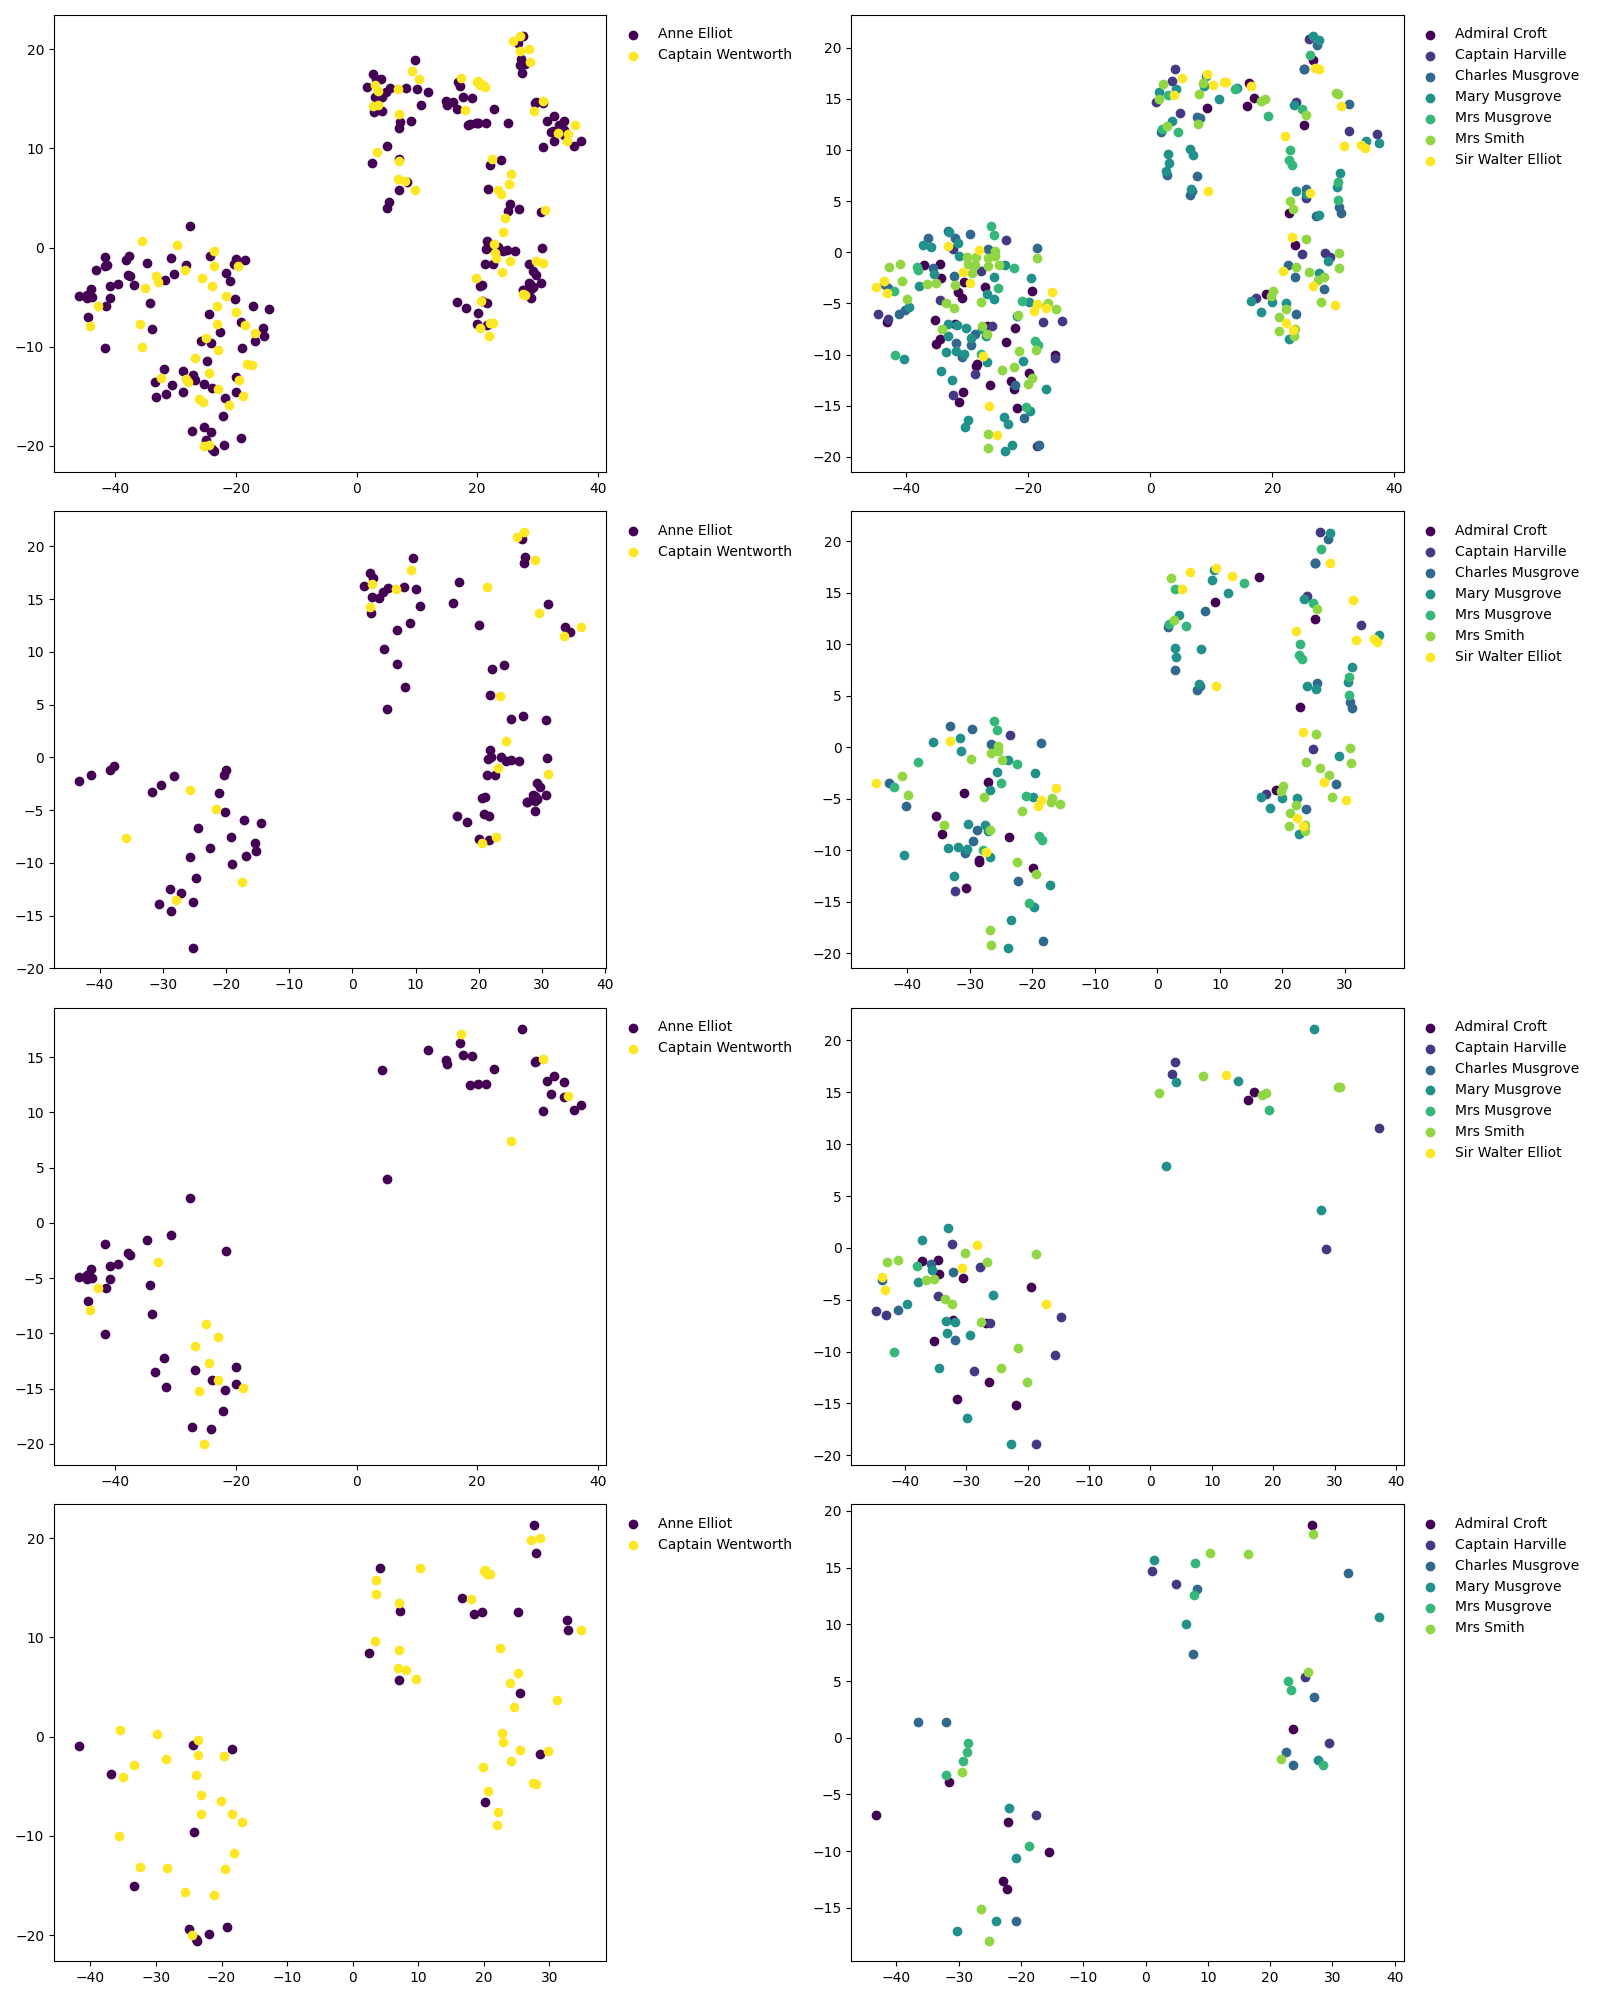 Anne Elliot
Captain Wentworth
20
10
0
−10
−20
−40 −20 0 20 40
Admiral Croft
Captain Harville
Charles Musgrove
Mary Musgrove
Mrs Musgrove
Mrs Smith
Sir Walter Elliot
20
15
10
5
0
−5
−10
−15
−20
−40 −20 0 20 40
Anne Elliot
Captain Wentworth
20
15
10
5
0
−5
−10
−15
−20
−40 −30 −20 −10 0 10 20 30 40
Admiral Croft
Captain Harville
Charles Musgrove
Mary Musgrove
Mrs Musgrove
Mrs Smith
Sir Walter Elliot
20
15
10
5
0
−5
−10
−15
−20
−40 −30 −20 −10 0 10 20 30
Anne Elliot
Captain Wentworth
15
10
5
0
−5
−10
−15
−20
−40 −20 0 20 40
Admiral Croft
Captain Harville
Charles Musgrove
Mary Musgrove
Mrs Musgrove
Mrs Smith
Sir Walter Elliot
20
15
10
5
0
−5
−10
−15
−20
−40 −30 −20 −10 0 10 20 30 40
Anne Elliot
Captain Wentworth
20
10
0
−10
−20
−40 −30 −20 −10 0 10 20 30
Admiral Croft
Captain Harville
Charles Musgrove
Mary Musgrove
Mrs Musgrove
Mrs Smith
20
15
10
5
0
−5
−10
−15
−40 −30 −20 −10 0 10 20 30 40